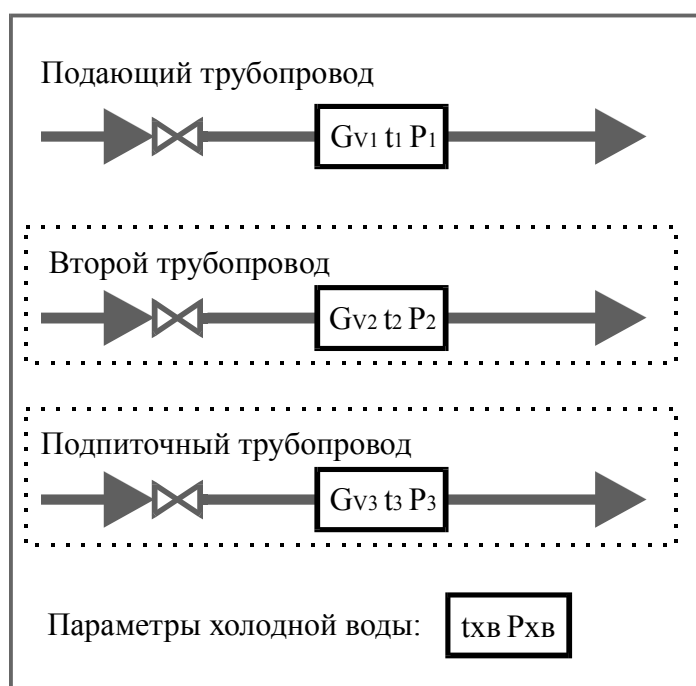 Подающий трубопровод
GV1 t1 P1
Второй трубопровод
GV2 t2 P2
Подпиточный трубопровод
GV3 t3 P3
Параметры холодной воды: tхв Pхв